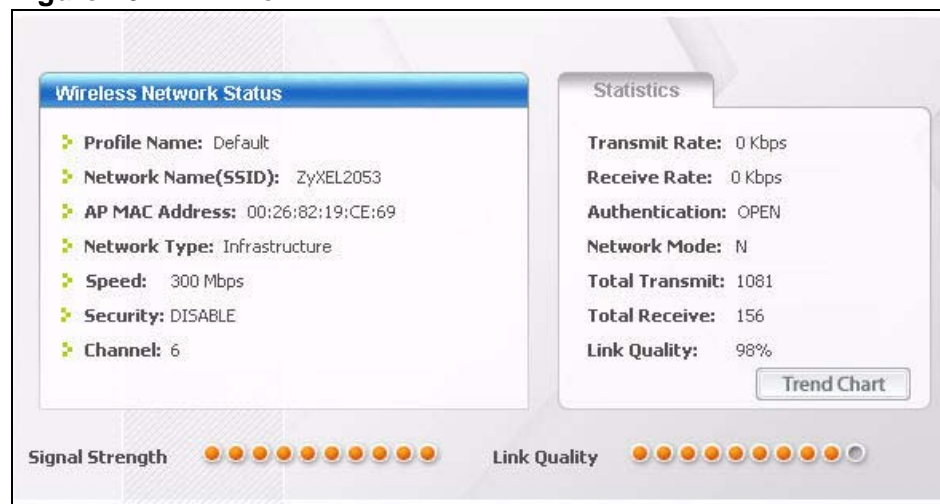 Wireless Network Status
Profile Name: Default
Network Name(SSID): ZyXEL2053
AP MAC Address: 00:26:82:19:CE:69
Network Type: Infrastructure
Speed: 300 Mbps
Security: DISABLE
Channel: 6
Statistics
Transmit Rate: 0 Kbps
Receive Rate: 0 Kbps
Authentication: OPEN
Network Mode: N
Total Transmit: 1081
Total Receive: 156
Link Quality: 98%
Trend Chart
Signal Strength
Link Quality